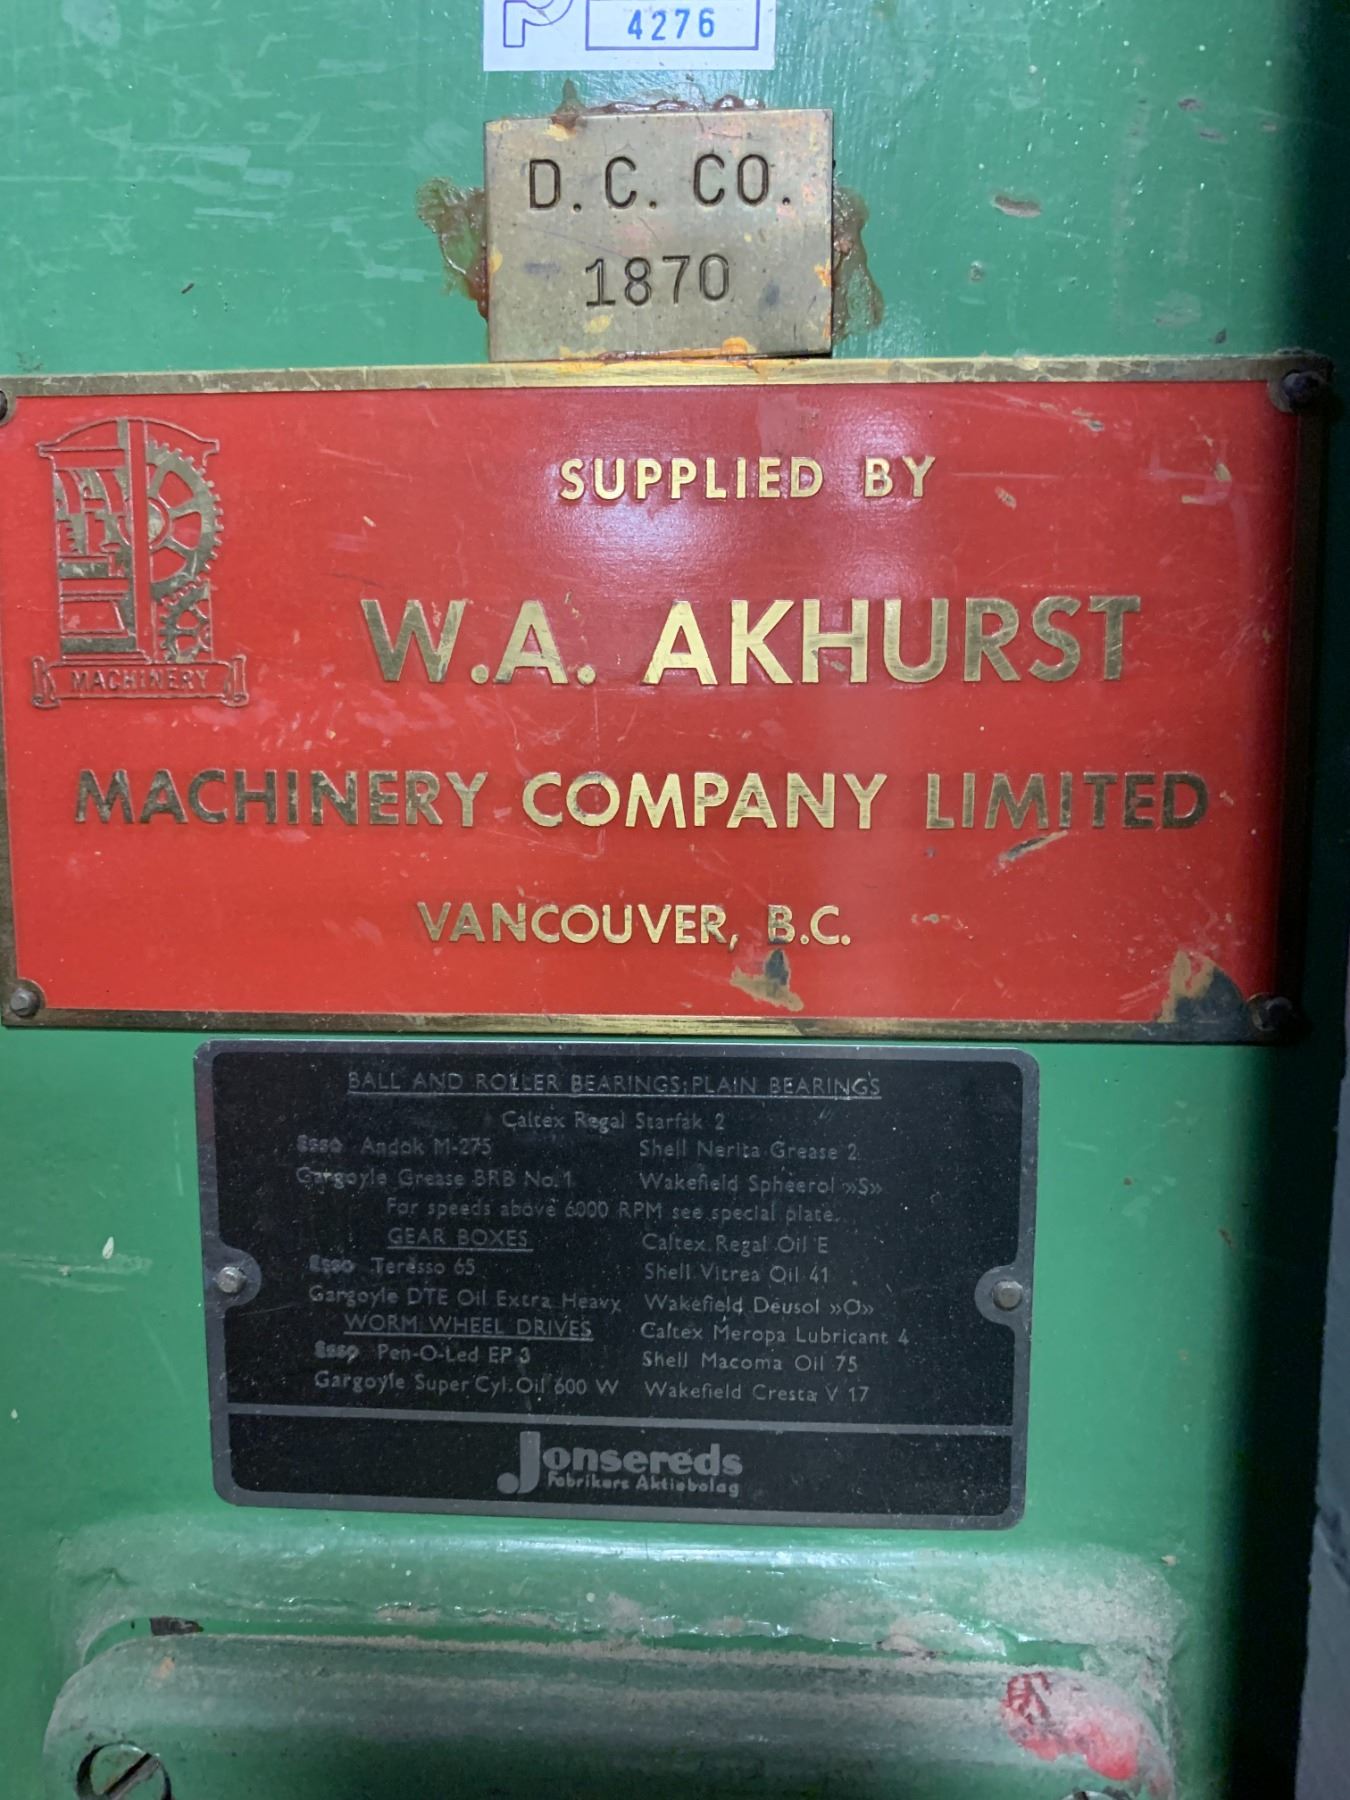 4276
D. C. CO.
1870
SUPPLIED BY
W.A. AKHURST
MACHINERY
MACHINERY COMPANY LIMITED
VANCOUVER, B.C.
BALL AND ROLLER BEARINGS; PLAIN BEARINGS
Caltex Regal Starfak 2
Esso Andok M-275 Shell Nerita Grease 2
Gargoyle Grease BRB No. 1 Wakefield Spheerol »S»
For speeds above 6000 RPM see special plate.
GEAR BOXES Caltex Regal Oil E
Esso Teresso 65 Shell Vitrea Oil 41
Gargoyle DTE Oil Extra Heavy Wakefield Deusol »O»
WORM WHEEL DRIVES Caltex Meropa Lubricant 4
Esso Pen-O-Led EP 3 Shell Macoma Oil 75
Gargoyle Super Cyl. Oil 600 W Wakefield Cresta V 17
Jonsereds
Fabrikers Aktiebolag